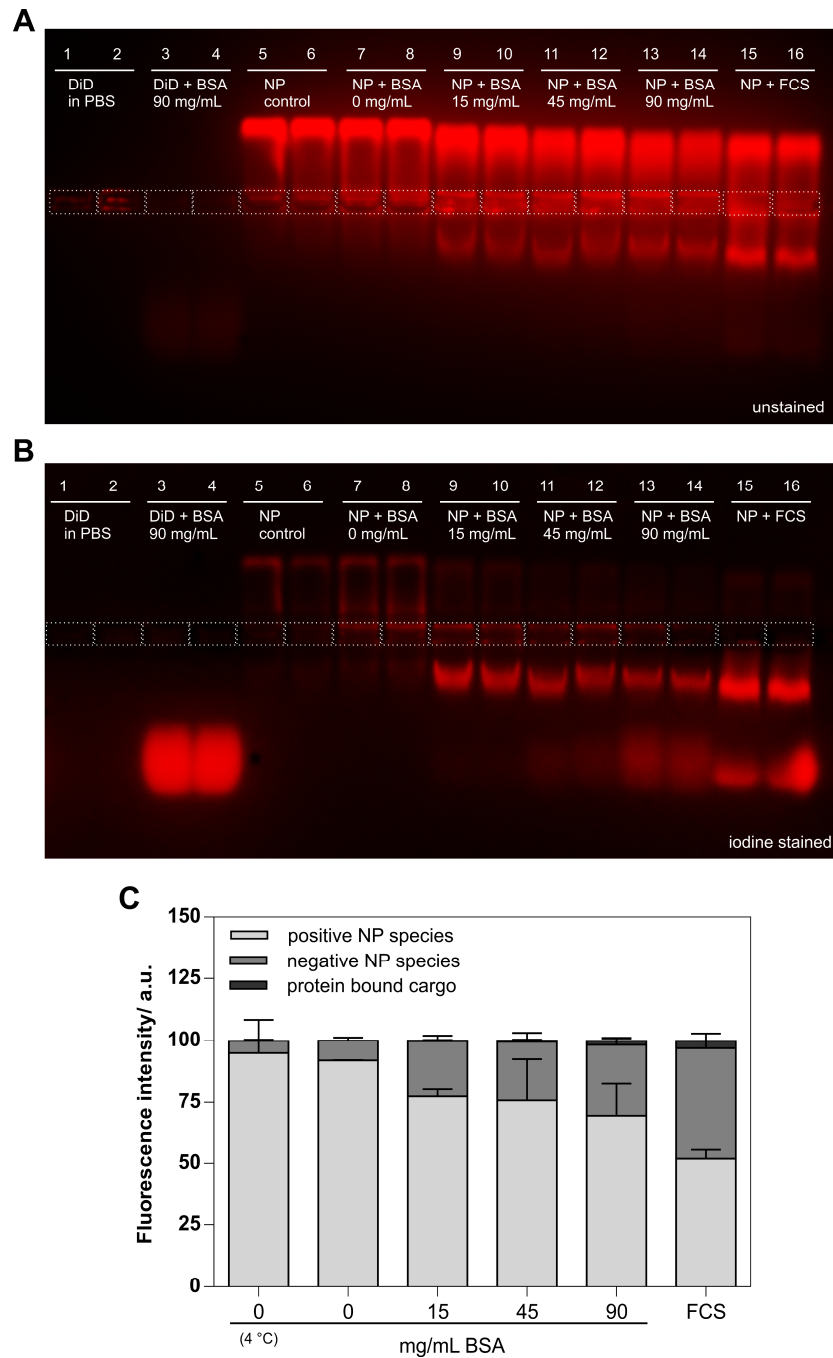 A
1 2 3 4 5 6 7 8 9 10 11 12 13 14 15 16
DiD DiD + BSA NP NP + BSA NP + BSA NP + BSA NP + BSA NP + FCS
in PBS 90 mg/mL control 0 mg/mL 15 mg/mL 45 mg/mL 90 mg/mL
unstained
B
1 2 3 4 5 6 7 8 9 10 11 12 13 14 15 16
DiD DiD + BSA NP NP + BSA NP + BSA NP + BSA NP + BSA NP + FCS
in PBS 90 mg/mL control 0 mg/mL 15 mg/mL 45 mg/mL 90 mg/mL
iodine stained
C
Fluorescence intensity/ a.u.
150
125
100
75
50
25
0
positive NP species
negative NP species
protein bound cargo
0 0 15 45 90 FCS
(4 °C)
mg/mL BSA